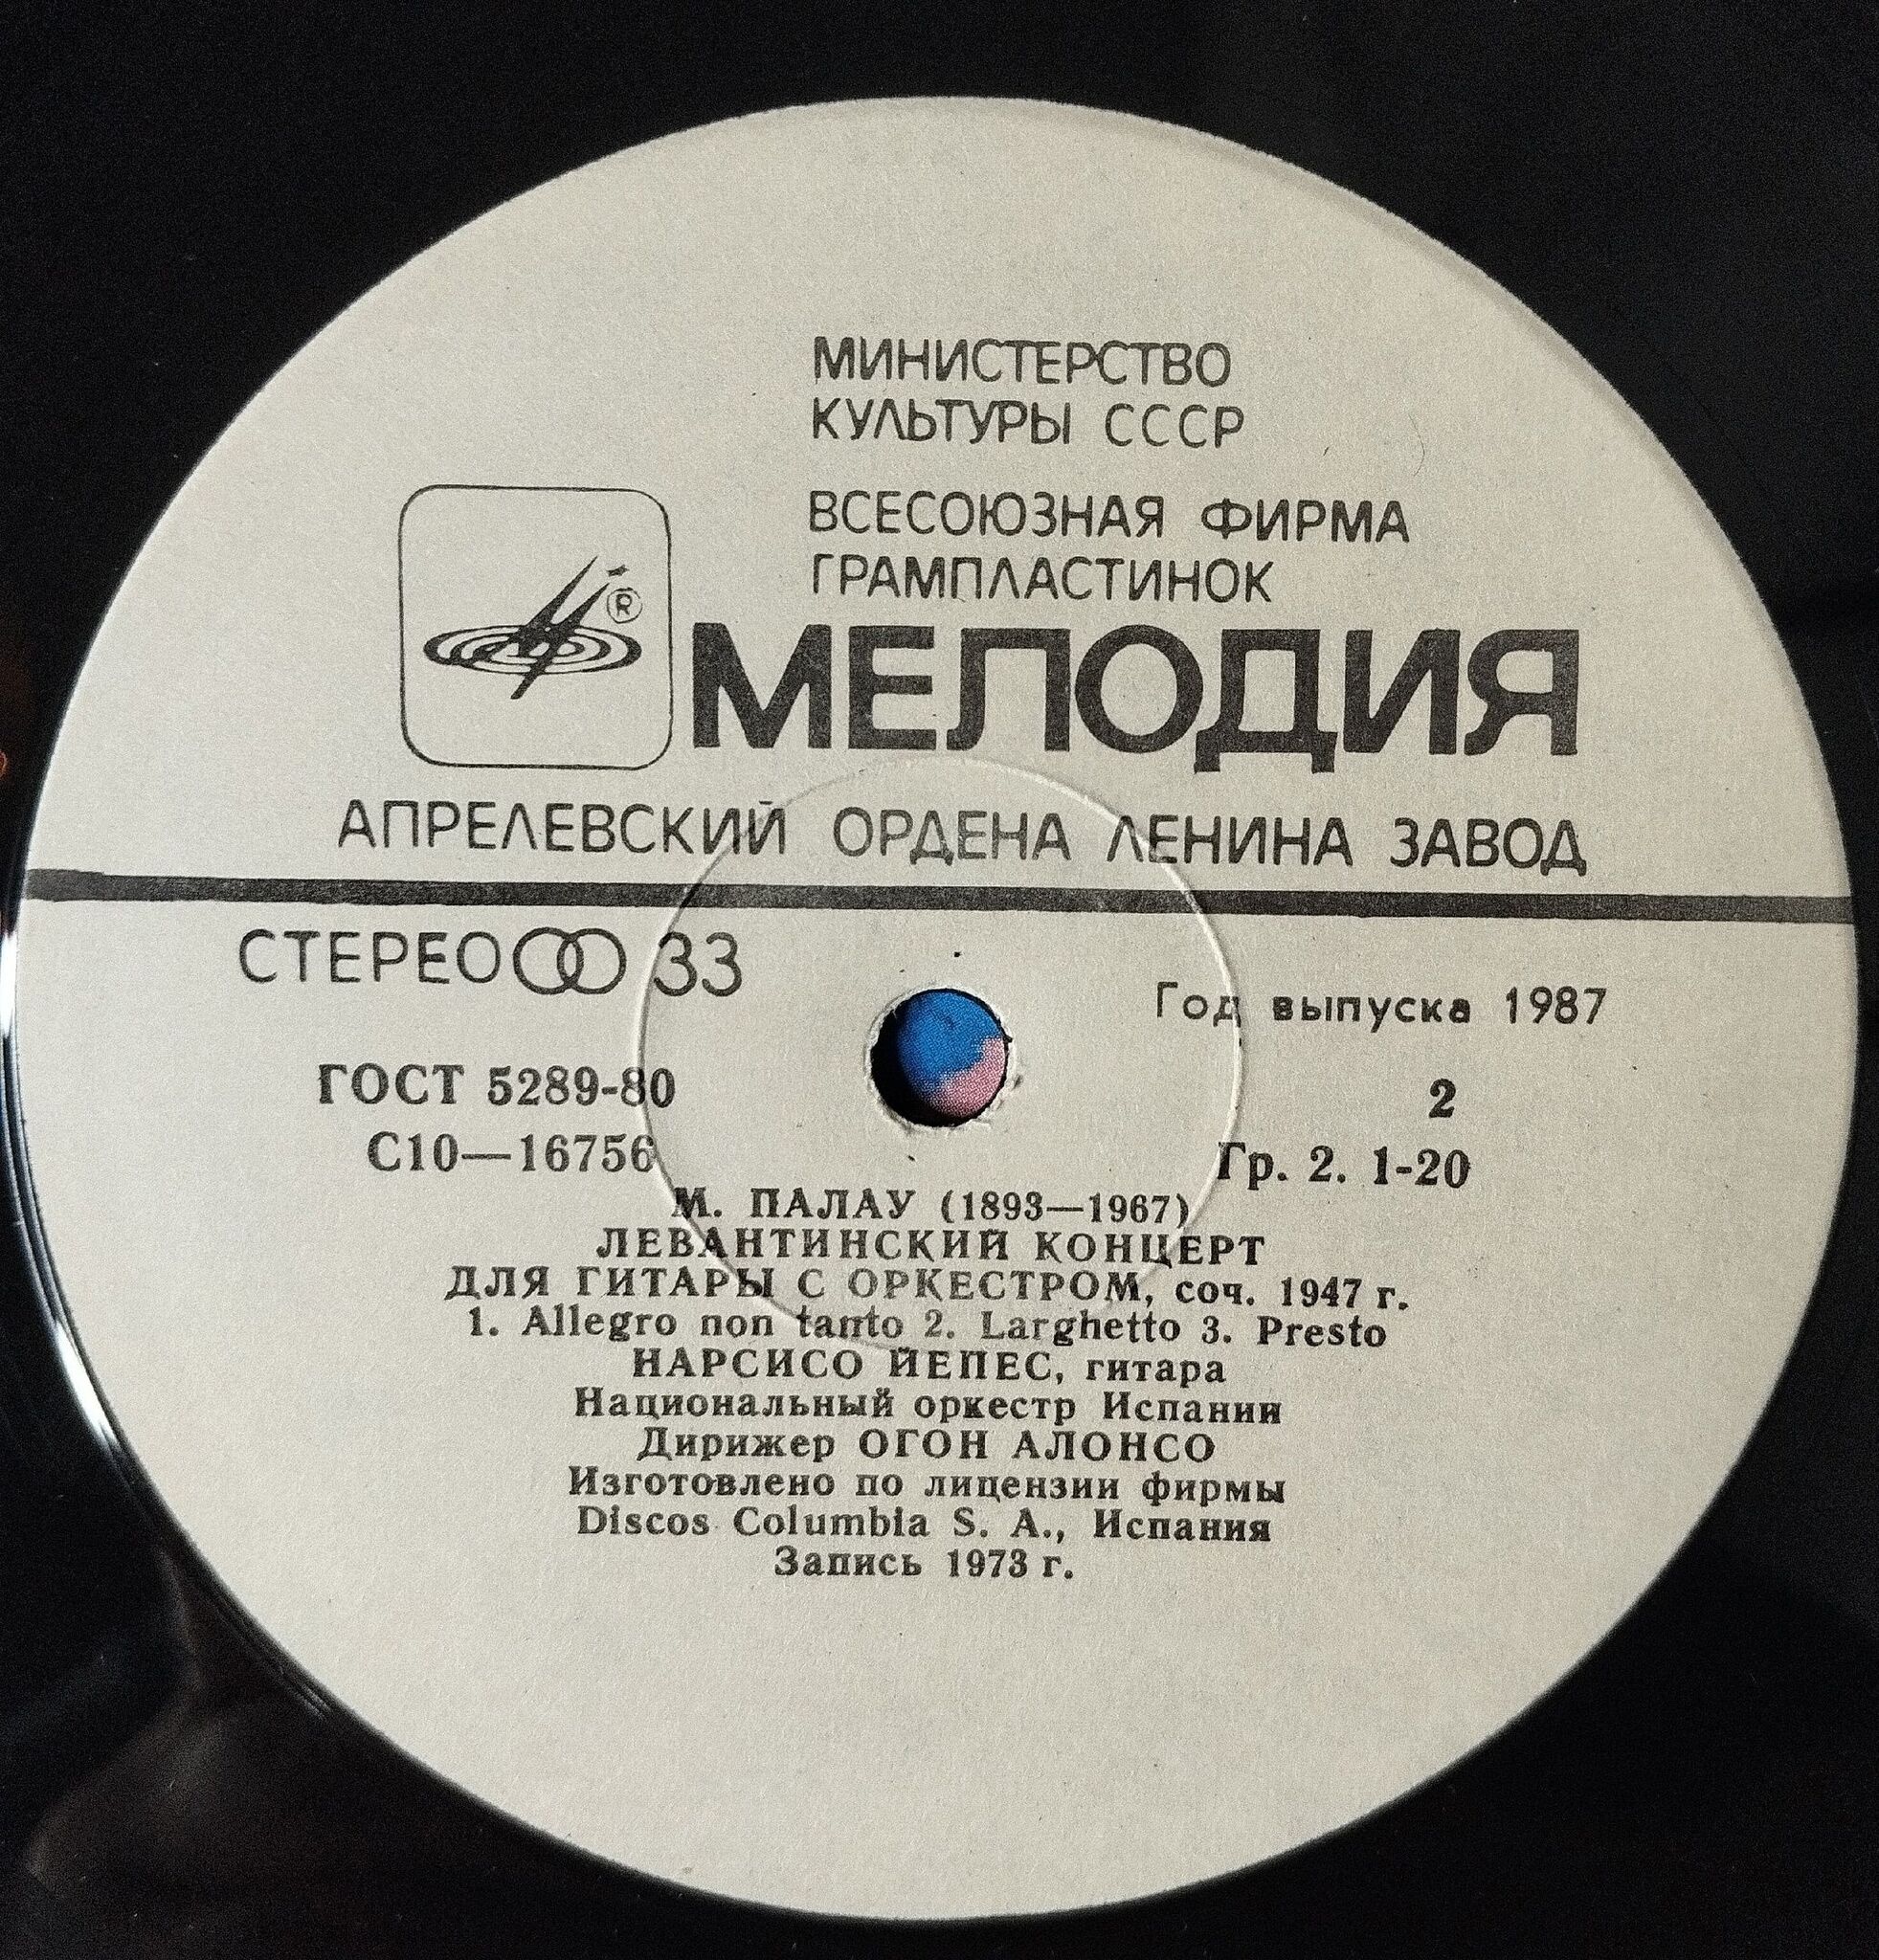 МИНИСТЕРСТВО
КУЛЬТУРЫ СССР
ВСЕСОЮЗНАЯ ФИРМА
ГРАМПЛАСТИНОК
®
МЕЛОДИЯ
АПРЕЛЕВСКИЙ ОРДЕНА ЛЕНИНА ЗАВОД
СТЕРЕО 33
Год выпуска 1987
ГОСТ 5289-80
2
С10—16756
Гр. 2. 1-20
М. ПАЛАУ (1893—1967)
ЛЕВАНТИНСКИЙ КОНЦЕРТ
ДЛЯ ГИТАРЫ С ОРКЕСТРОМ, соч. 1947 г.
1. Allegro non tanto 2. Larghetto 3. Presto
НАРСИСО ЙЕПЕС, гитара
Национальный оркестр Испании
Дирижер ОГОН АЛОНСО
Изготовлено по лицензии фирмы
Discos Columbia S. A., Испания
Запись 1973 г.